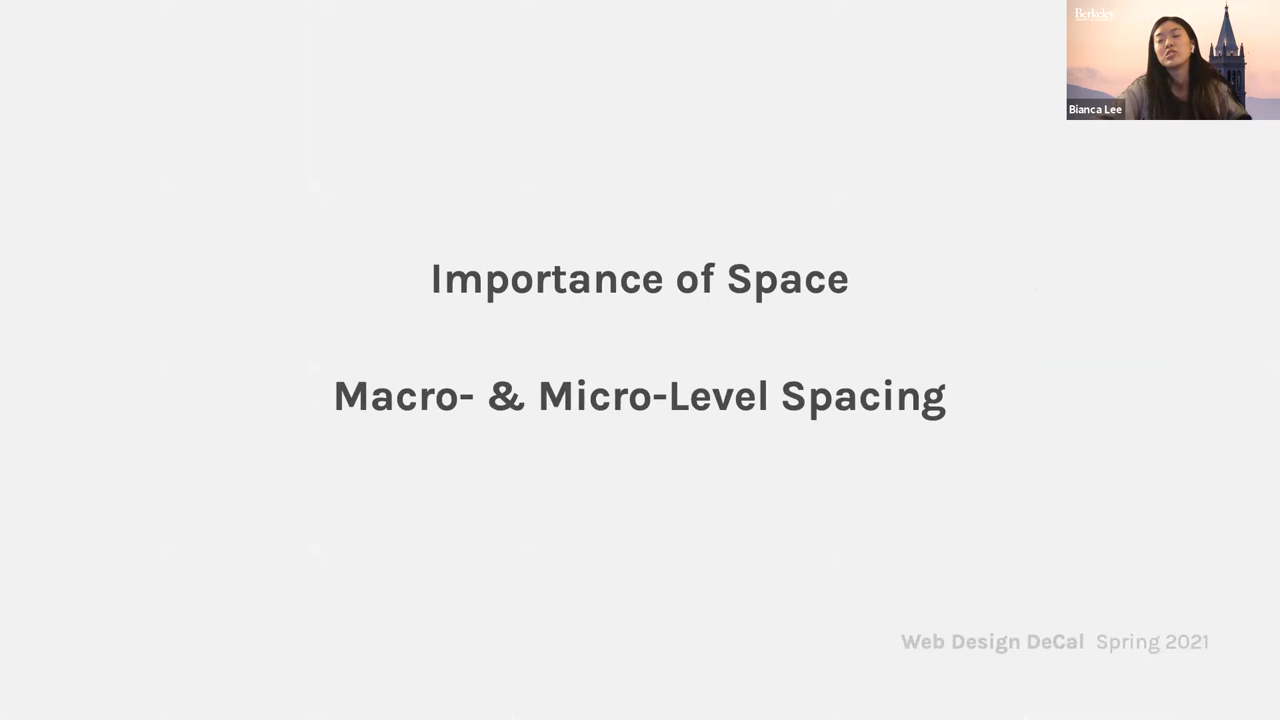 Berkeley
Bianca Lee
Importance of Space
Macro- & Micro-Level Spacing
Web Design DeCal Spring 2021